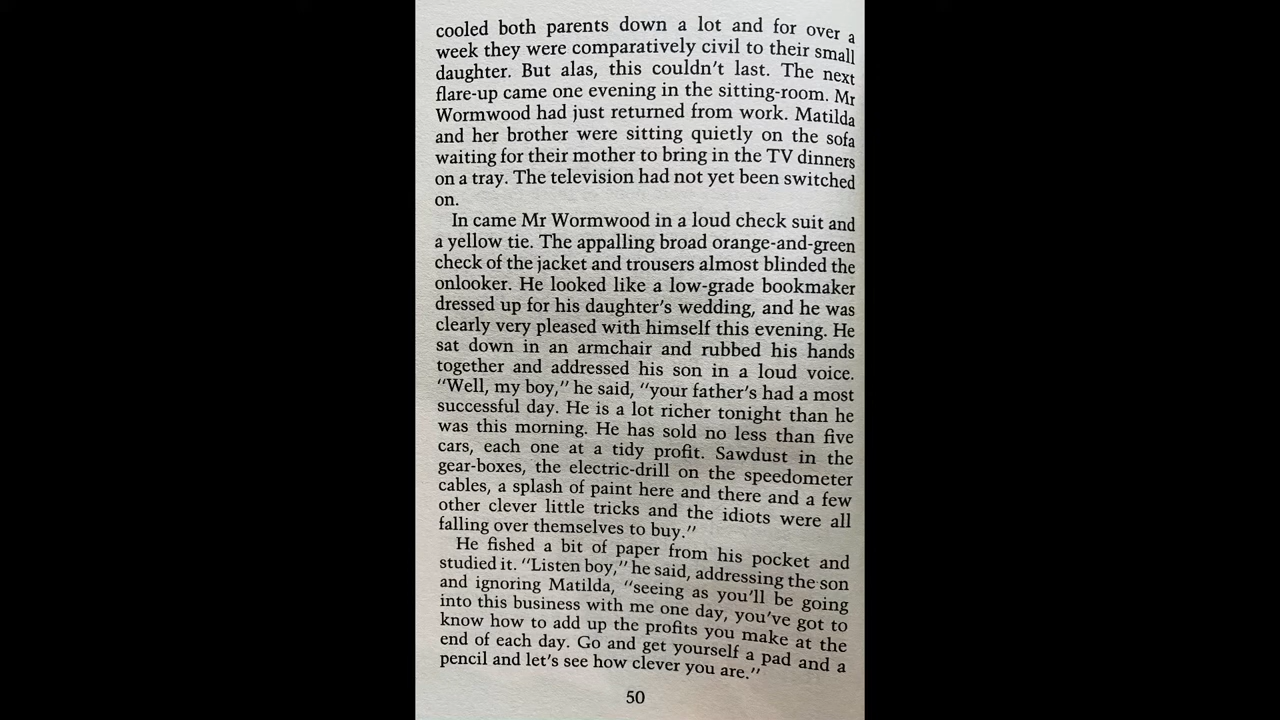 cooled both parents down a lot and for over a
week they were comparatively civil to their small
daughter. But alas, this couldn't last. The next
flare-up came one evening in the sitting-room. Mr
Wormwood had just returned from work. Matilda
and her brother were sitting quietly on the sofa
waiting for their mother to bring in the TV dinners
on a tray. The television had not yet been switched
on.
In came Mr Wormwood in a loud check suit and
a yellow tie. The appalling broad orange-and-green
check of the jacket and trousers almost blinded the
onlooker. He looked like a low-grade bookmaker
dressed up for his daughter's wedding, and he was
clearly very pleased with himself this evening. He
sat down in an armchair and rubbed his hands
together and addressed his son in a loud voice.
"Well, my boy," he said, "your father's had a most
successful day. He is a lot richer tonight than he
was this morning. He has sold no less than five
cars, each one at a tidy profit. Sawdust in the
gear-boxes, the electric-drill on the speedometer
cables, a splash of paint here and there and a few
other clever little tricks and the idiots were all
falling over themselves to buy."
He fished a bit of paper from his pocket and
studied it. "Listen boy," he said, addressing the son
and ignoring Matilda, "seeing as you'll be going
into this business with me one day, you've got to
know how to add up the profits you make at the
end of each day. Go and get yourself a pad and a
pencil and let's see how clever you are."
50